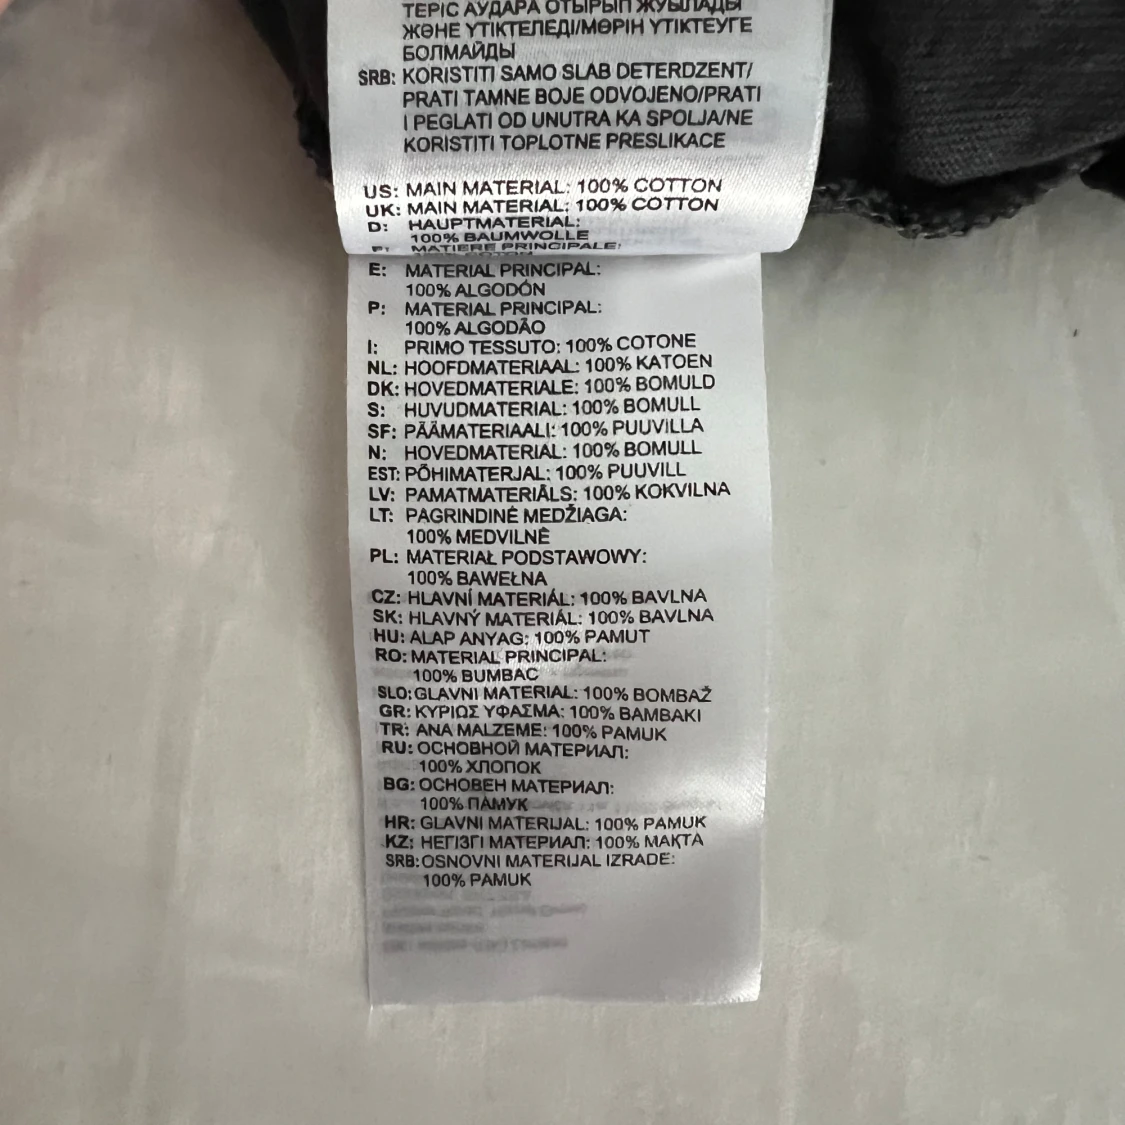 ТЕРІС АУДАРА ОТЫРЫП ЖУЫЛАДЫ
ЖӘНЕ ҮТІКТЕЛЕДІ/МӨРІН ҮТІКТЕУГЕ
БОЛМАЙДЫ
SRB: KORISTITI SAMO SLAB DETERDZENT/
PRATI TAMNE BOJE ODVOJENO/PRATI
I PEGLATI OD UNUTRA KA SPOLJA/NE
KORISTITI TOPLOTNE PRESLIKACE
US: MAIN MATERIAL: 100% COTTON
UK: MAIN MATERIAL: 100% COTTON
D: HAUPTMATERIAL:
100% BAUMWOLLE
F: MATIERE PRINCIPALE:
E: MATERIAL PRINCIPAL:
100% ALGODÓN
P: MATERIAL PRINCIPAL:
100% ALGODÃO
I: PRIMO TESSUTO: 100% COTONE
NL: HOOFDMATERIAAL: 100% KATOEN
DK: HOVEDMATERIALE: 100% BOMULD
S: HUVUDMATERIAL: 100% BOMULL
SF: PÄÄMATERIAALI: 100% PUUVILLA
N: HOVEDMATERIAL: 100% BOMULL
EST: PÕHIMATERJAL: 100% PUUVILL
LV: PAMATMATERIĀLS: 100% KOKVILNA
LT: PAGRINDINĖ MEDŽIAGA:
100% MEDVILNĖ
PL: MATERIAŁ PODSTAWOWY:
100% BAWEŁNA
CZ: HLAVNÍ MATERIÁL: 100% BAVLNA
SK: HLAVNÝ MATERIÁL: 100% BAVLNA
HU: ALAP ANYAG: 100% PAMUT
RO: MATERIAL PRINCIPAL:
100% BUMBAC
SLO: GLAVNI MATERIAL: 100% BOMBAŽ
GR: ΚΥΡΙΩΣ ΥΦΑΣΜΑ: 100% ΒΑΜΒΑΚΙ
TR: ANA MALZEME: 100% PAMUK
RU: ОСНОВНОЙ МАТЕРИАЛ:
100% ХЛОПОК
BG: ОСНОВЕН МАТЕРИАЛ:
100% ПАМУК
HR: GLAVNI MATERIJAL: 100% PAMUK
KZ: НЕГІЗГІ МАТЕРИАЛ: 100% МАҚТА
SRB: OSNOVNI MATERIJAL IZRADE:
100% PAMUK